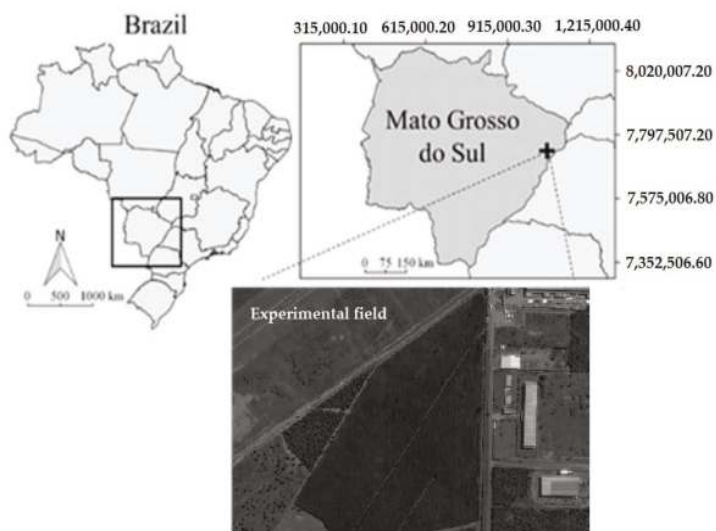 Brazil
N
0 500 1000 km
315,000.10 615,000.20 915,000.30 1,215,000.40
8,020,007.20
7,797,507.20
7,575,006.80
7,352,506.60
Mato Grosso
do Sul
0 75 150 km
Experimental field